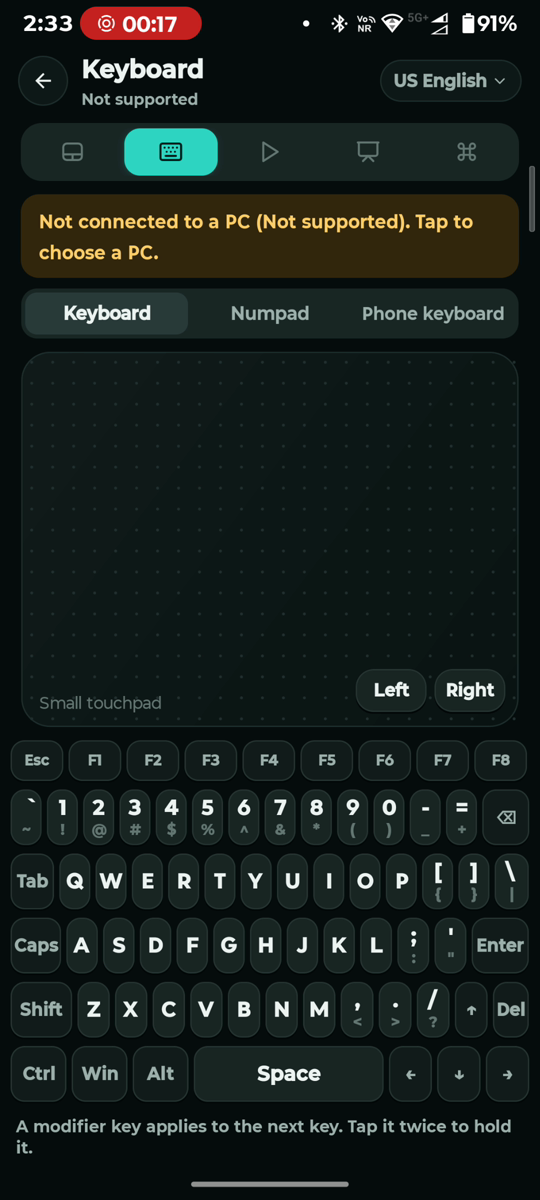 2:33 00:17 Vo NR 5G+ 91%
Keyboard
Not supported
US English
Not connected to a PC (Not supported). Tap to
choose a PC.
Keyboard Numpad Phone keyboard
Small touchpad
Left Right
Esc F1 F2 F3 F4 F5 F6 F7 F8
` 1 2 3 4 5 6 7 8 9 0 - =
~ ! @ # $ % ^ & * ( ) _ +
Tab Q W E R T Y U I O P [ ] \
{ } |
Caps A S D F G H J K L ; ' Enter
: "
Shift Z X C V B N M , . / ↑ Del
< > ?
Ctrl Win Alt Space ← ↓ →
A modifier key applies to the next key. Tap it twice to hold
it.